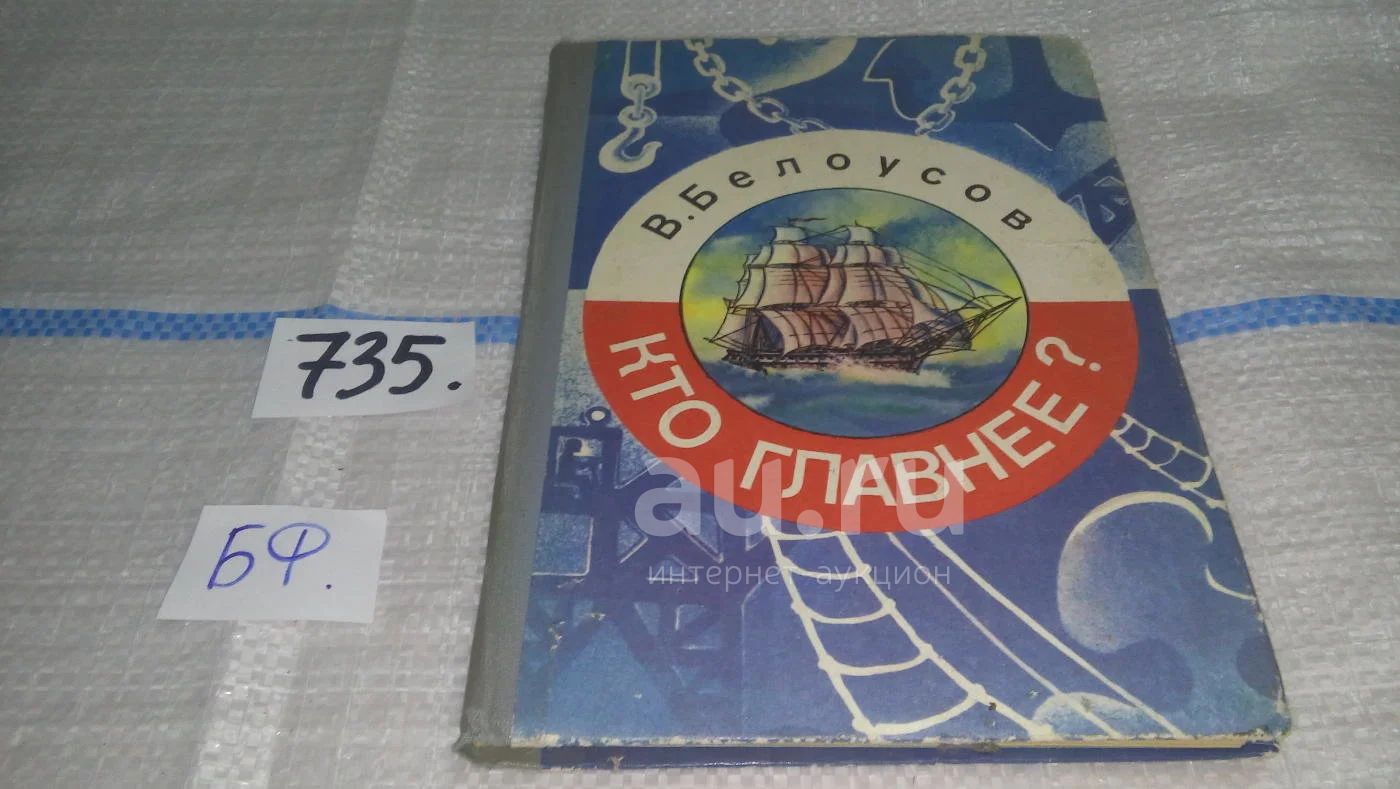 В. Белоусов
КТО ГЛАВНЕЕ?
735.
БФ.
au.ru
интернет аукцион